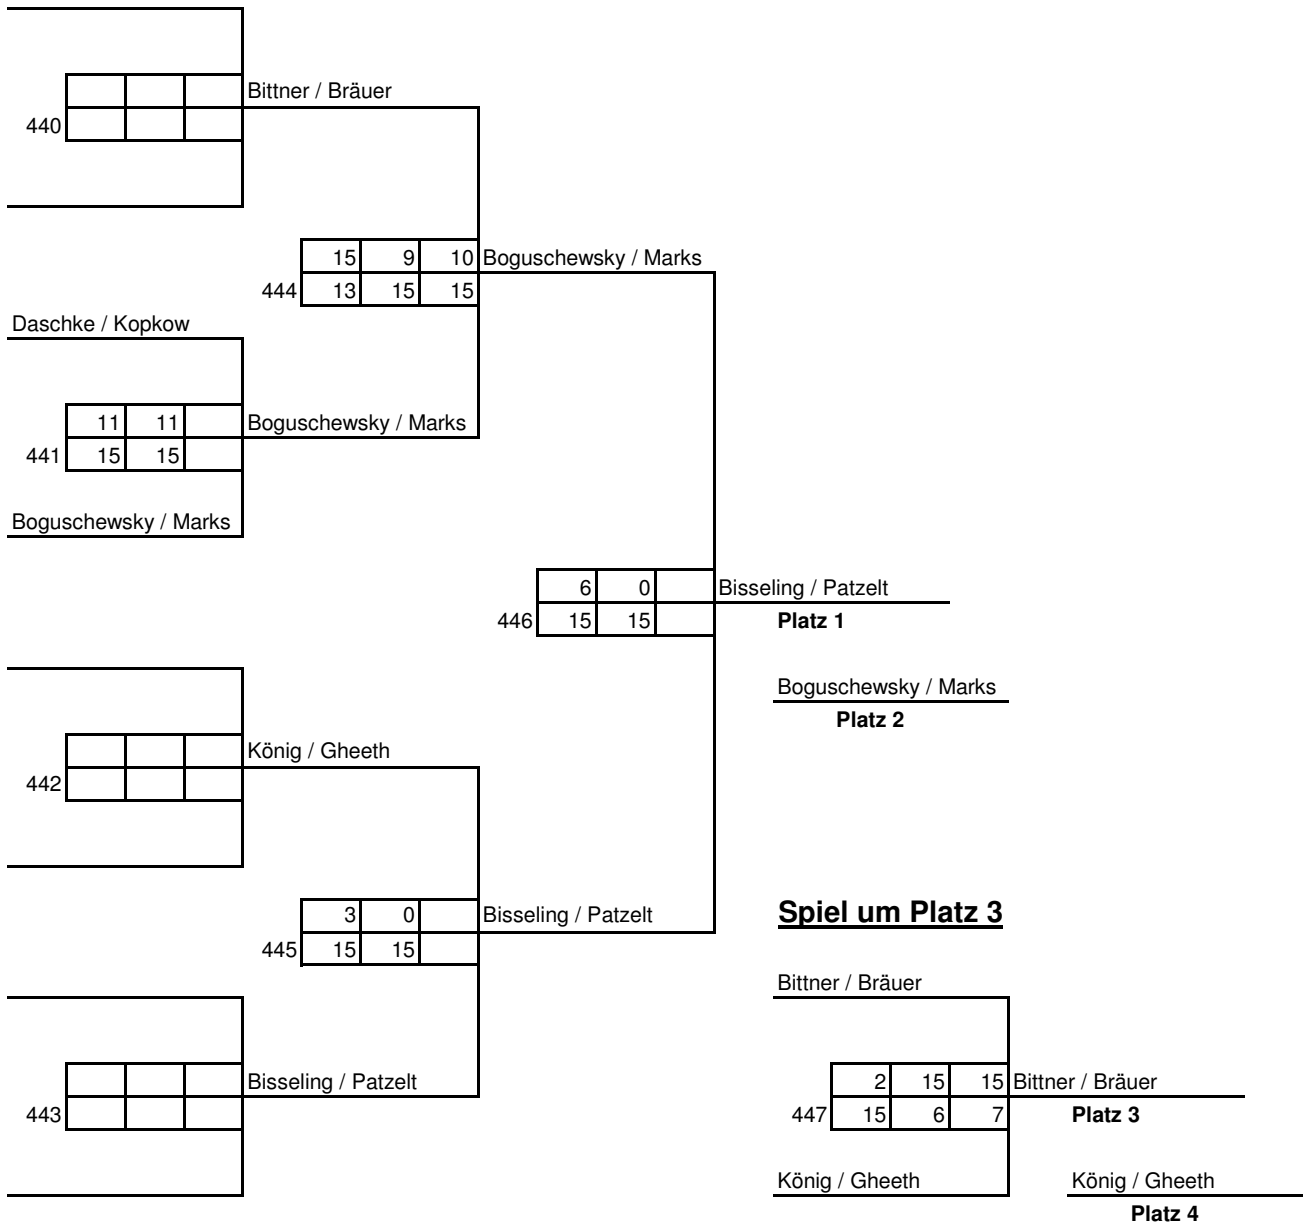 Bittner / Bräuer
440
15 9 10 Boguschewsky / Marks
444 13 15 15
Daschke / Kopkow
11 11 Boguschewsky / Marks
441 15 15
Boguschewsky / Marks
6 0 Bisseling / Patzelt
446 15 15 Platz 1
Boguschewsky / Marks
Platz 2
König / Gheeth
442
3 0 Bisseling / Patzelt
Spiel um Platz 3
445 15 15
Bittner / Bräuer
Bisseling / Patzelt
2 15 15 Bittner / Bräuer
443
447 15 6 7 Platz 3
König / Gheeth
König / Gheeth
Platz 4